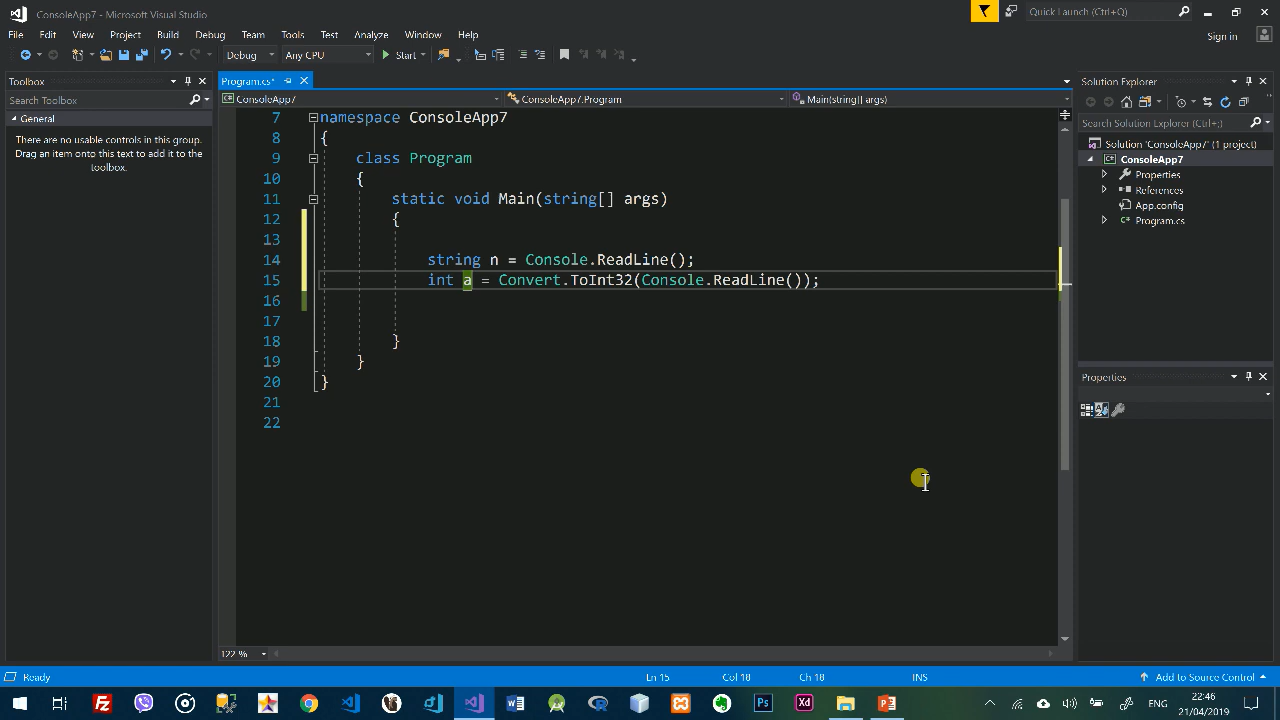 ConsoleApp7 - Microsoft Visual Studio
Quick Launch (Ctrl+Q)
File Edit View Project Build Debug Team Tools Test Analyze Window Help
Sign in
Debug Any CPU Start
Toolbox
Search Toolbox
General
There are no usable controls in this group.
Drag an item onto this text to add it to the
toolbox.
Program.cs*
ConsoleApp7 ConsoleApp7.Program Main(string[] args)
7 namespace ConsoleApp7
8 {
9 class Program
10 {
11 static void Main(string[] args)
12 {
13
14 string n = Console.ReadLine();
15 int a = Convert.ToInt32(Console.ReadLine());
16
17
18 }
19 }
20 }
21
22
122 %
Solution Explorer
Search Solution Explorer (Ctrl+;)
Solution "ConsoleApp7" (1 project)
C# ConsoleApp7
Properties
References
App.config
C# Program.cs
Properties
Ready Ln 15 Col 18 Ch 18 INS Add to Source Control
ENG 22:46
21/04/2019